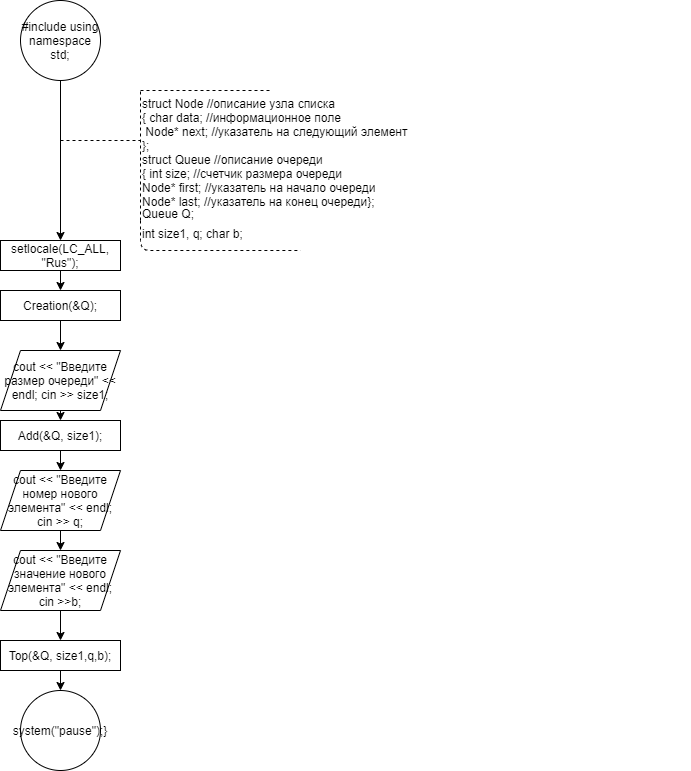 #include using
namespace
std;
struct Node //описание узла списка
{ char data; //информационное поле
Node* next; //указатель на следующий элемент
};
struct Queue //описание очереди
{ int size; //счетчик размера очереди
Node* first; //указатель на начало очереди
Node* last; //указатель на конец очереди};
Queue Q;
int size1, q; char b;
setlocale(LC_ALL,
"Rus");
Creation(&Q);
cout << "Введите
размер очереди" <<
endl; cin >> size1;
Add(&Q, size1);
cout << "Введите
номер нового
элемента" << endl;
cin >> q;
cout << "Введите
значение нового
элемента" << endl;
cin >>b;
Top(&Q, size1,q,b);
system("pause");}